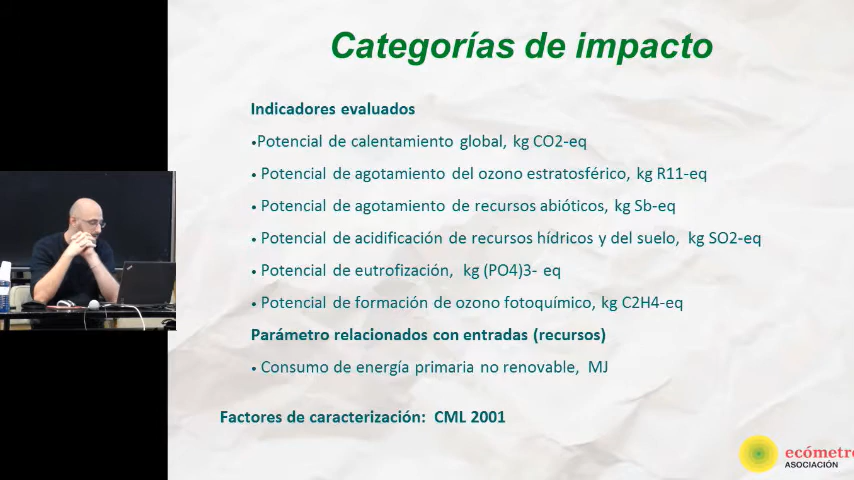 Categorías de impacto
Indicadores evaluados
•Potencial de calentamiento global, kg CO2-eq
• Potencial de agotamiento del ozono estratosférico, kg R11-eq
• Potencial de agotamiento de recursos abióticos, kg Sb-eq
• Potencial de acidificación de recursos hídricos y del suelo, kg SO2-eq
• Potencial de eutrofización, kg (PO4)3- eq
• Potencial de formación de ozono fotoquímico, kg C2H4-eq
Parámetro relacionados con entradas (recursos)
• Consumo de energía primaria no renovable, MJ
Factores de caracterización: CML 2001
ecómetro
ASOCIACIÓN